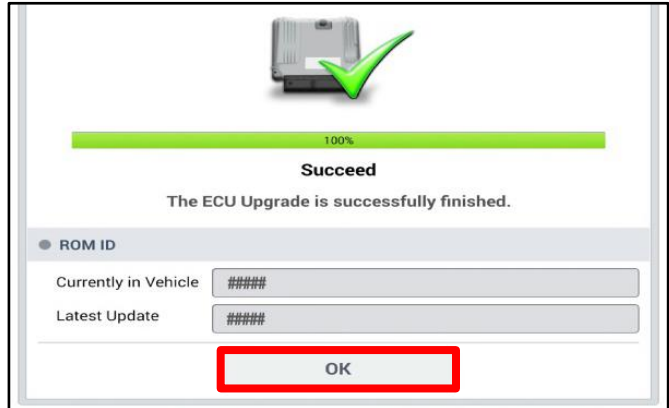 100%
Succeed
The ECU Upgrade is successfully finished.
ROM ID
Currently in Vehicle #####
Latest Update #####
OK